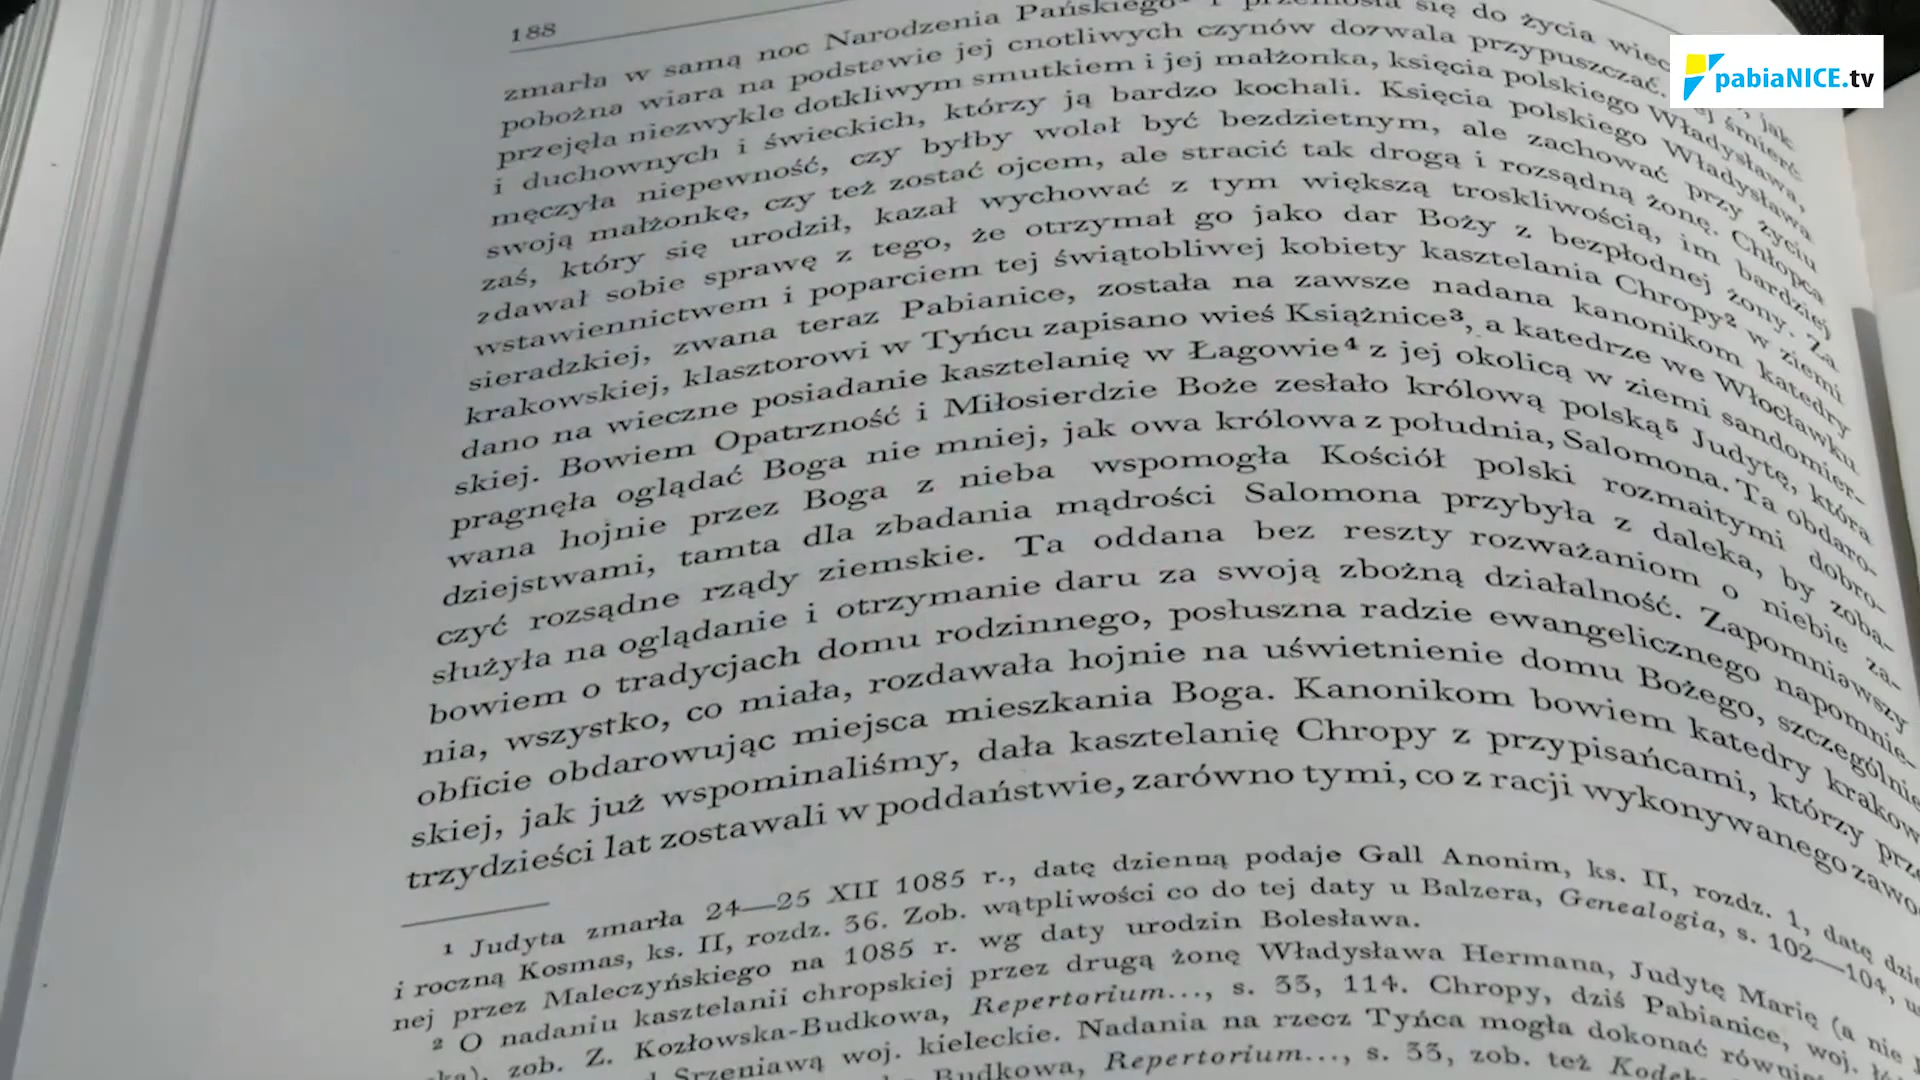 188
zmarła w samą noc Narodzenia Pańskiego¹ i przeniosła się do życia wiec
pobożna wiara na podstawie jej cnotliwych czynów dozwala przypuszczać. jak
przejęła niezwykle dotkliwym smutkiem i jej małżonka, księcia polskiego Władysława,
i duchownych i świeckich, którzy ją bardzo kochali. Księcia polskiego Władysława
męczyła niepewność, czy byłby wolał być bezdzietnym, ale zachować przy życiu
swoją małżonkę, czy też zostać ojcem, ale stracić tak drogą i rozsądną żonę. Chłopca
zaś, który się urodził, kazał wychować z tym większą troskliwością, im bardziej
zdawał sobie sprawę z tego, że otrzymał go jako dar Boży z bezpłodnej żony. Za
wstawiennictwem i poparciem tej świątobliwej kobiety kasztelania Chropy² w ziemi
sieradzkiej, zwana teraz Pabianice, została na zawsze nadana kanonikom katedry
krakowskiej, klasztorowi w Tyńcu zapisano wieś Książnice³, a katedrze we Włocławku
dano na wieczne posiadanie kasztelanię w Łagowie⁴ z jej okolicą w ziemi sandomier-
skiej. Bowiem Opatrzność i Miłosierdzie Boże zesłało królową polską⁵ Judytę, która
pragnęła oglądać Boga nie mniej, jak owa królowa z południa, Salomona. Ta obdaro-
wana hojnie przez Boga z nieba wspomogła Kościół polski rozmaitymi dobro-
dziejstwami, tamta dla zbadania mądrości Salomona przybyła z daleka, by zoba-
czyć rozsądne rządy ziemskie. Ta oddana bez reszty rozważaniom o niebie za-
służyła na oglądanie i otrzymanie daru za swoją zbożną działalność. Zapomniawszy
bowiem o tradycjach domu rodzinnego, posłuszna radzie ewangelicznego napomnie-
nia, wszystko, co miała, rozdawała hojnie na uświetnienie domu Bożego, szczególnie
obficie obdarowując miejsca mieszkania Boga. Kanonikom bowiem katedry krakow
skiej, jak już wspominaliśmy, dała kasztelanię Chropy z przypisańcami, którzy prze
trzydzieści lat zostawali w poddaństwie, zarówno tymi, co z racji wykonywanego zawo
¹ Judyta zmarła 24—25 XII 1085 r., datę dzienną podaje Gall Anonim, ks. II, rozdz. 1, datę dzie
i roczną Kosmas, ks. II, rozdz. 36. Zob. wątpliwości co do tej daty u Balzera, Genealogia, s. 102—104, u
nej przez Maleczyńskiego na 1085 r. wg daty urodzin Bolesława.
² O nadaniu kasztelanii chropskiej przez drugą żonę Władysława Hermana, Judytę Marię (a nie
zob. Z. Kozłowska-Budkowa, Repertorium..., s. 33, 114. Chropy, dziś Pabianice, woj.
Srzeniawą woj. kieleckie. Nadania na rzecz Tyńca mogła dokonać
Budkowa, Repertorium..., s. 33, zob. też
pabiaNICE.tv